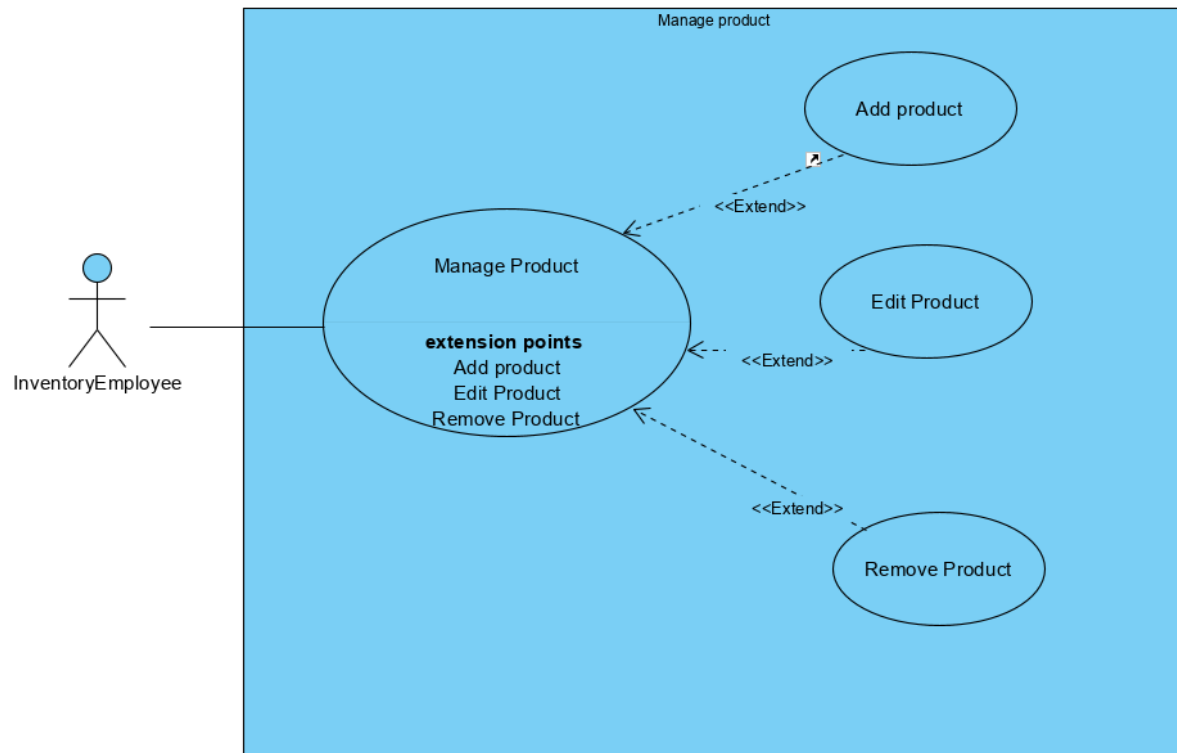 Manage product
Add product
<<Extend>>
Manage Product
Edit Product
extension points
Add product
<<Extend>>
Edit Product
InventoryEmployee
Remove Product
<<Extend>>
Remove Product